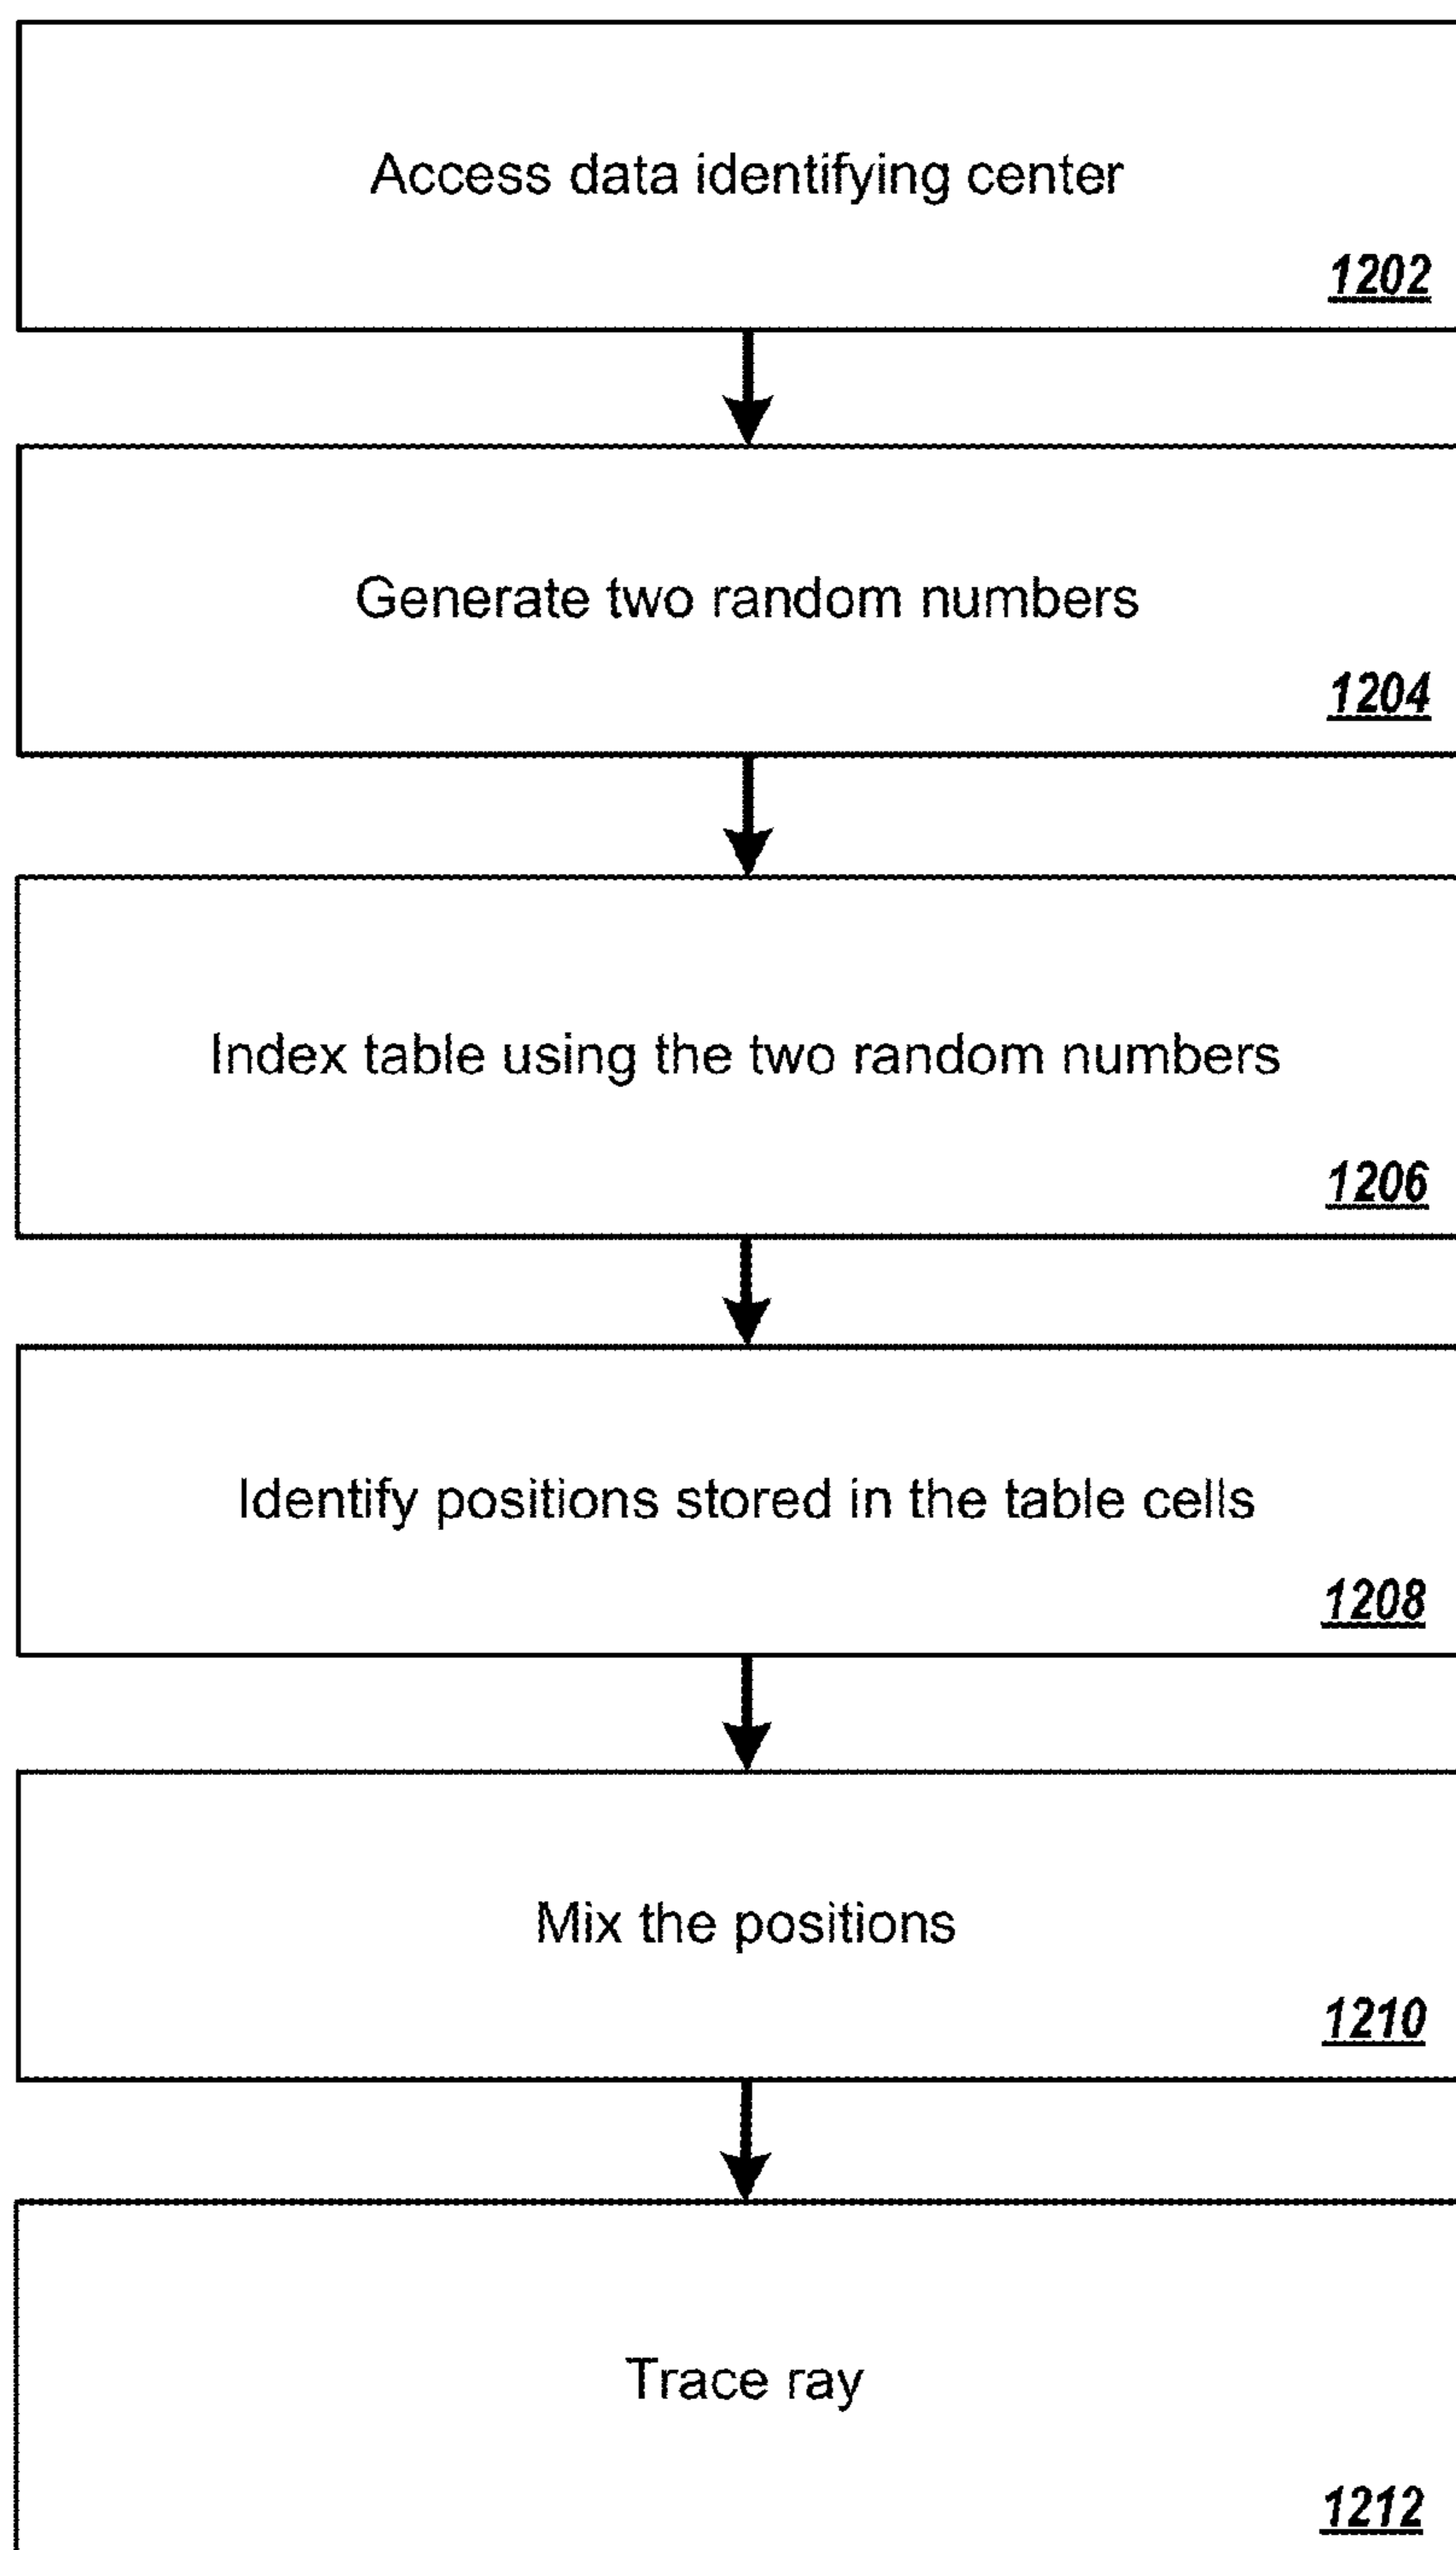 Access data identifying center
1202
Generate two random numbers
1204
Index table using the two random numbers
1206
Identify positions stored in the table cells
1208
Mix the positions
1210
Trace ray
1212